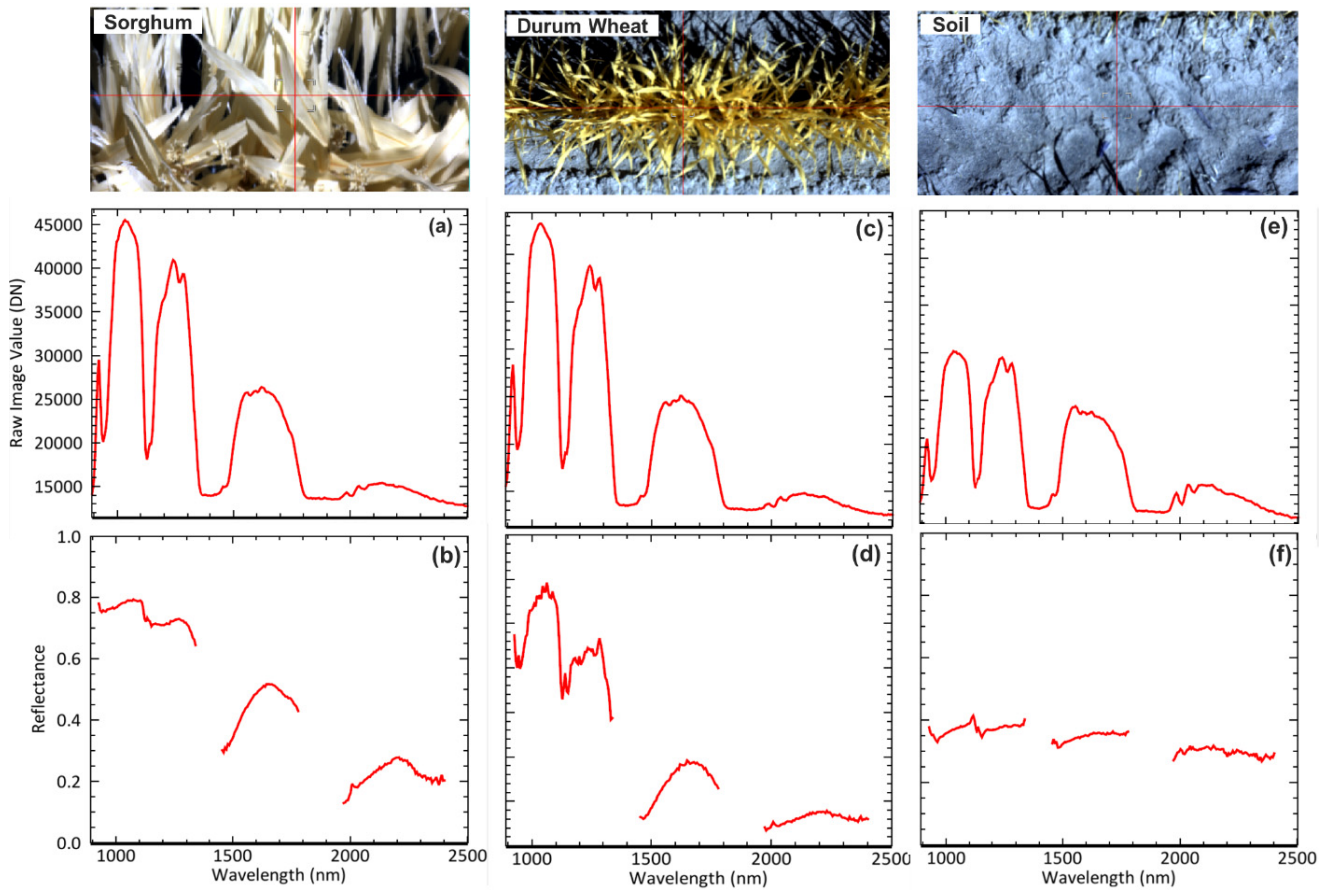 Sorghum
Durum Wheat
Soil
(a)
(c)
(e)
45000
40000
35000
30000
25000
20000
15000
Raw Image Value (DN)
(b)
(d)
(f)
1.0
0.8
0.6
0.4
0.2
0.0
Reflectance
1000 1500 2000 2500
1000 1500 2000 2500
1000 1500 2000 2500
Wavelength (nm)
Wavelength (nm)
Wavelength (nm)